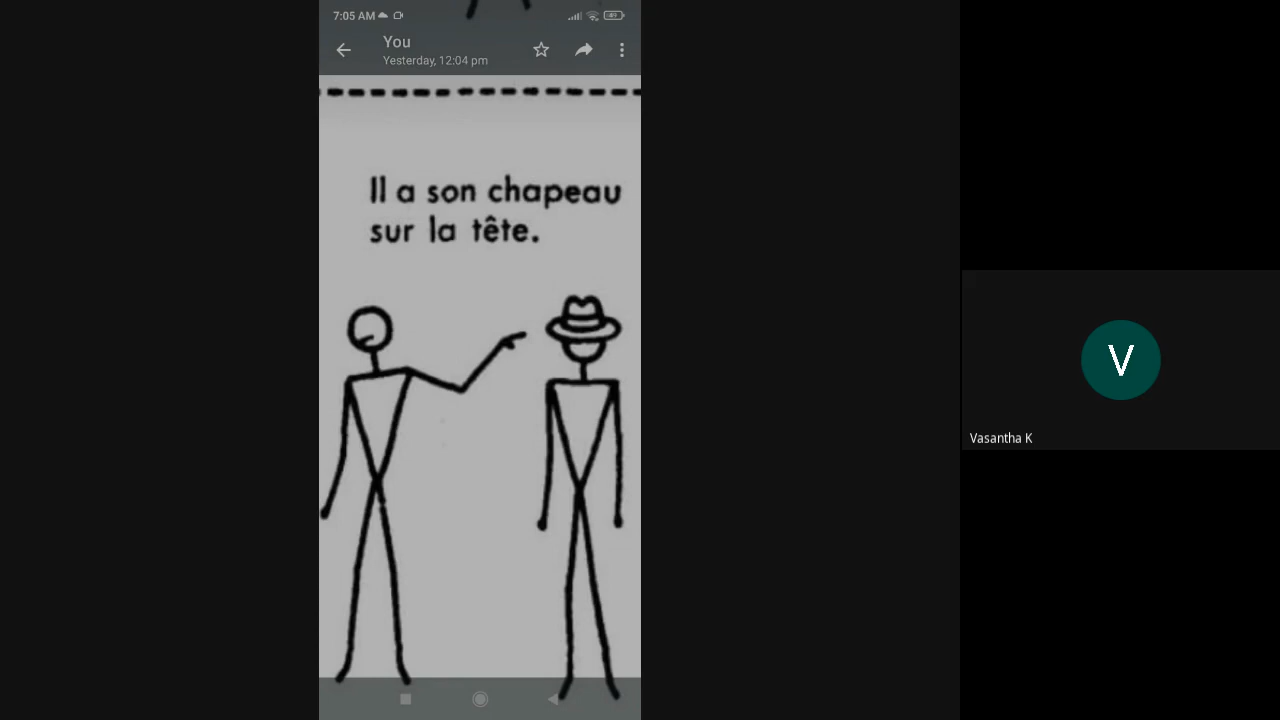 7:05 AM
You
Yesterday, 12:04 pm
Il a son chapeau
sur la tête.
V
Vasantha K